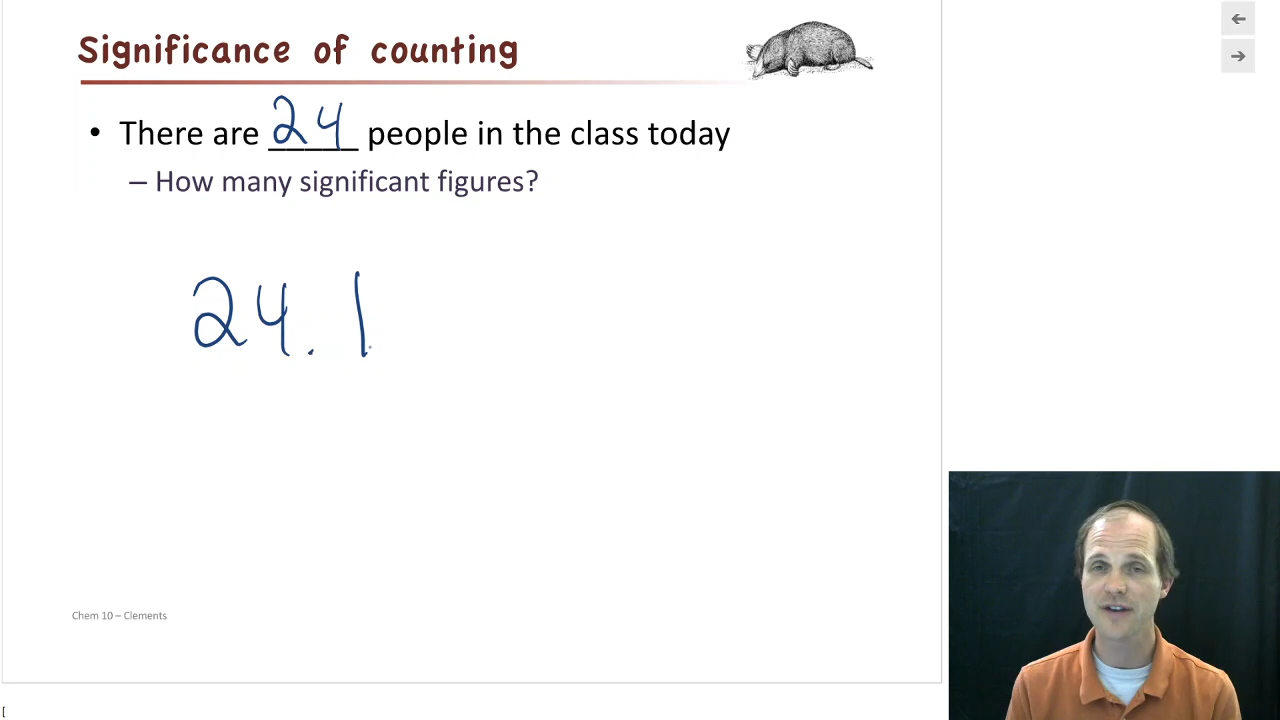 Significance of counting
• There are 24 people in the class today
– How many significant figures?
24. 1
Chem 10 – Clements
[